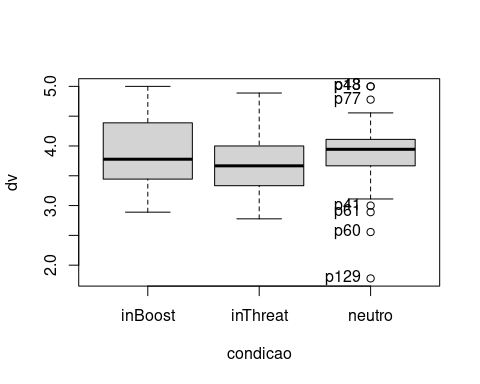 5.0
4.0
3.0
2.0
dv
p77
p41
p61
p60
p129
inBoost
inThreat
neutro
condicao